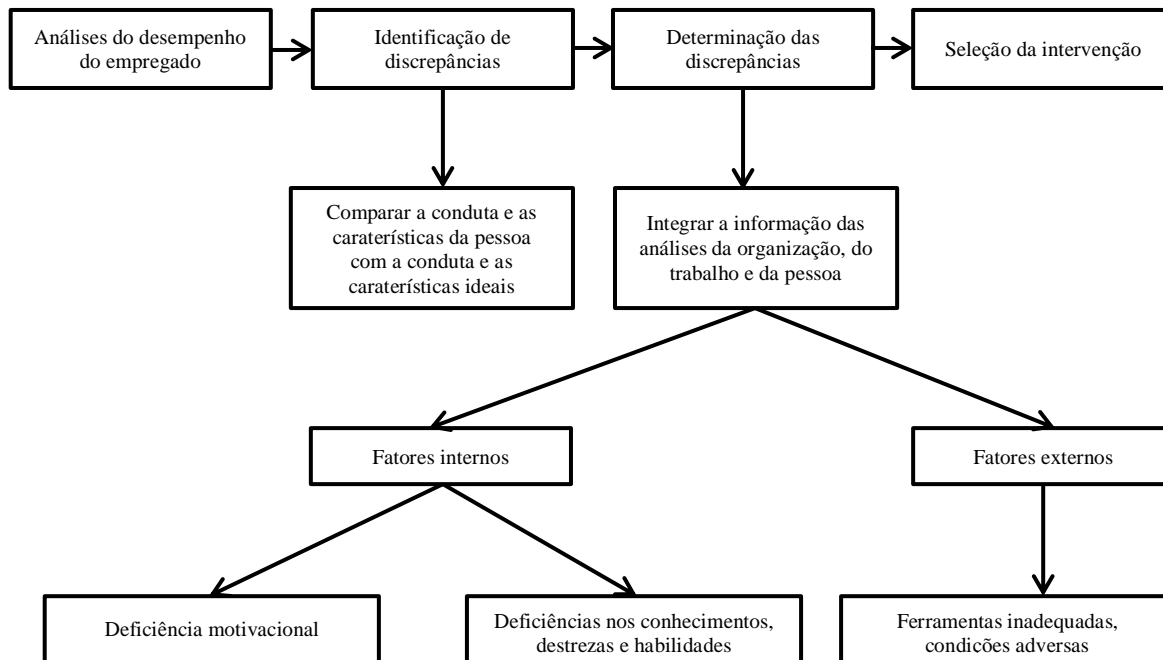 Análises do desempenho
do empregado
Identificação de
discrepâncias
Determinação das
discrepâncias
Seleção da intervenção
Comparar a conduta e as
caraterísticas da pessoa
com a conduta e as
caraterísticas ideais
Integrar a informação das
análises da organização, do
trabalho e da pessoa
Fatores internos
Fatores externos
Deficiência motivacional
Deficiências nos conhecimentos,
destrezas e habilidades
Ferramentas inadequadas,
condições adversas